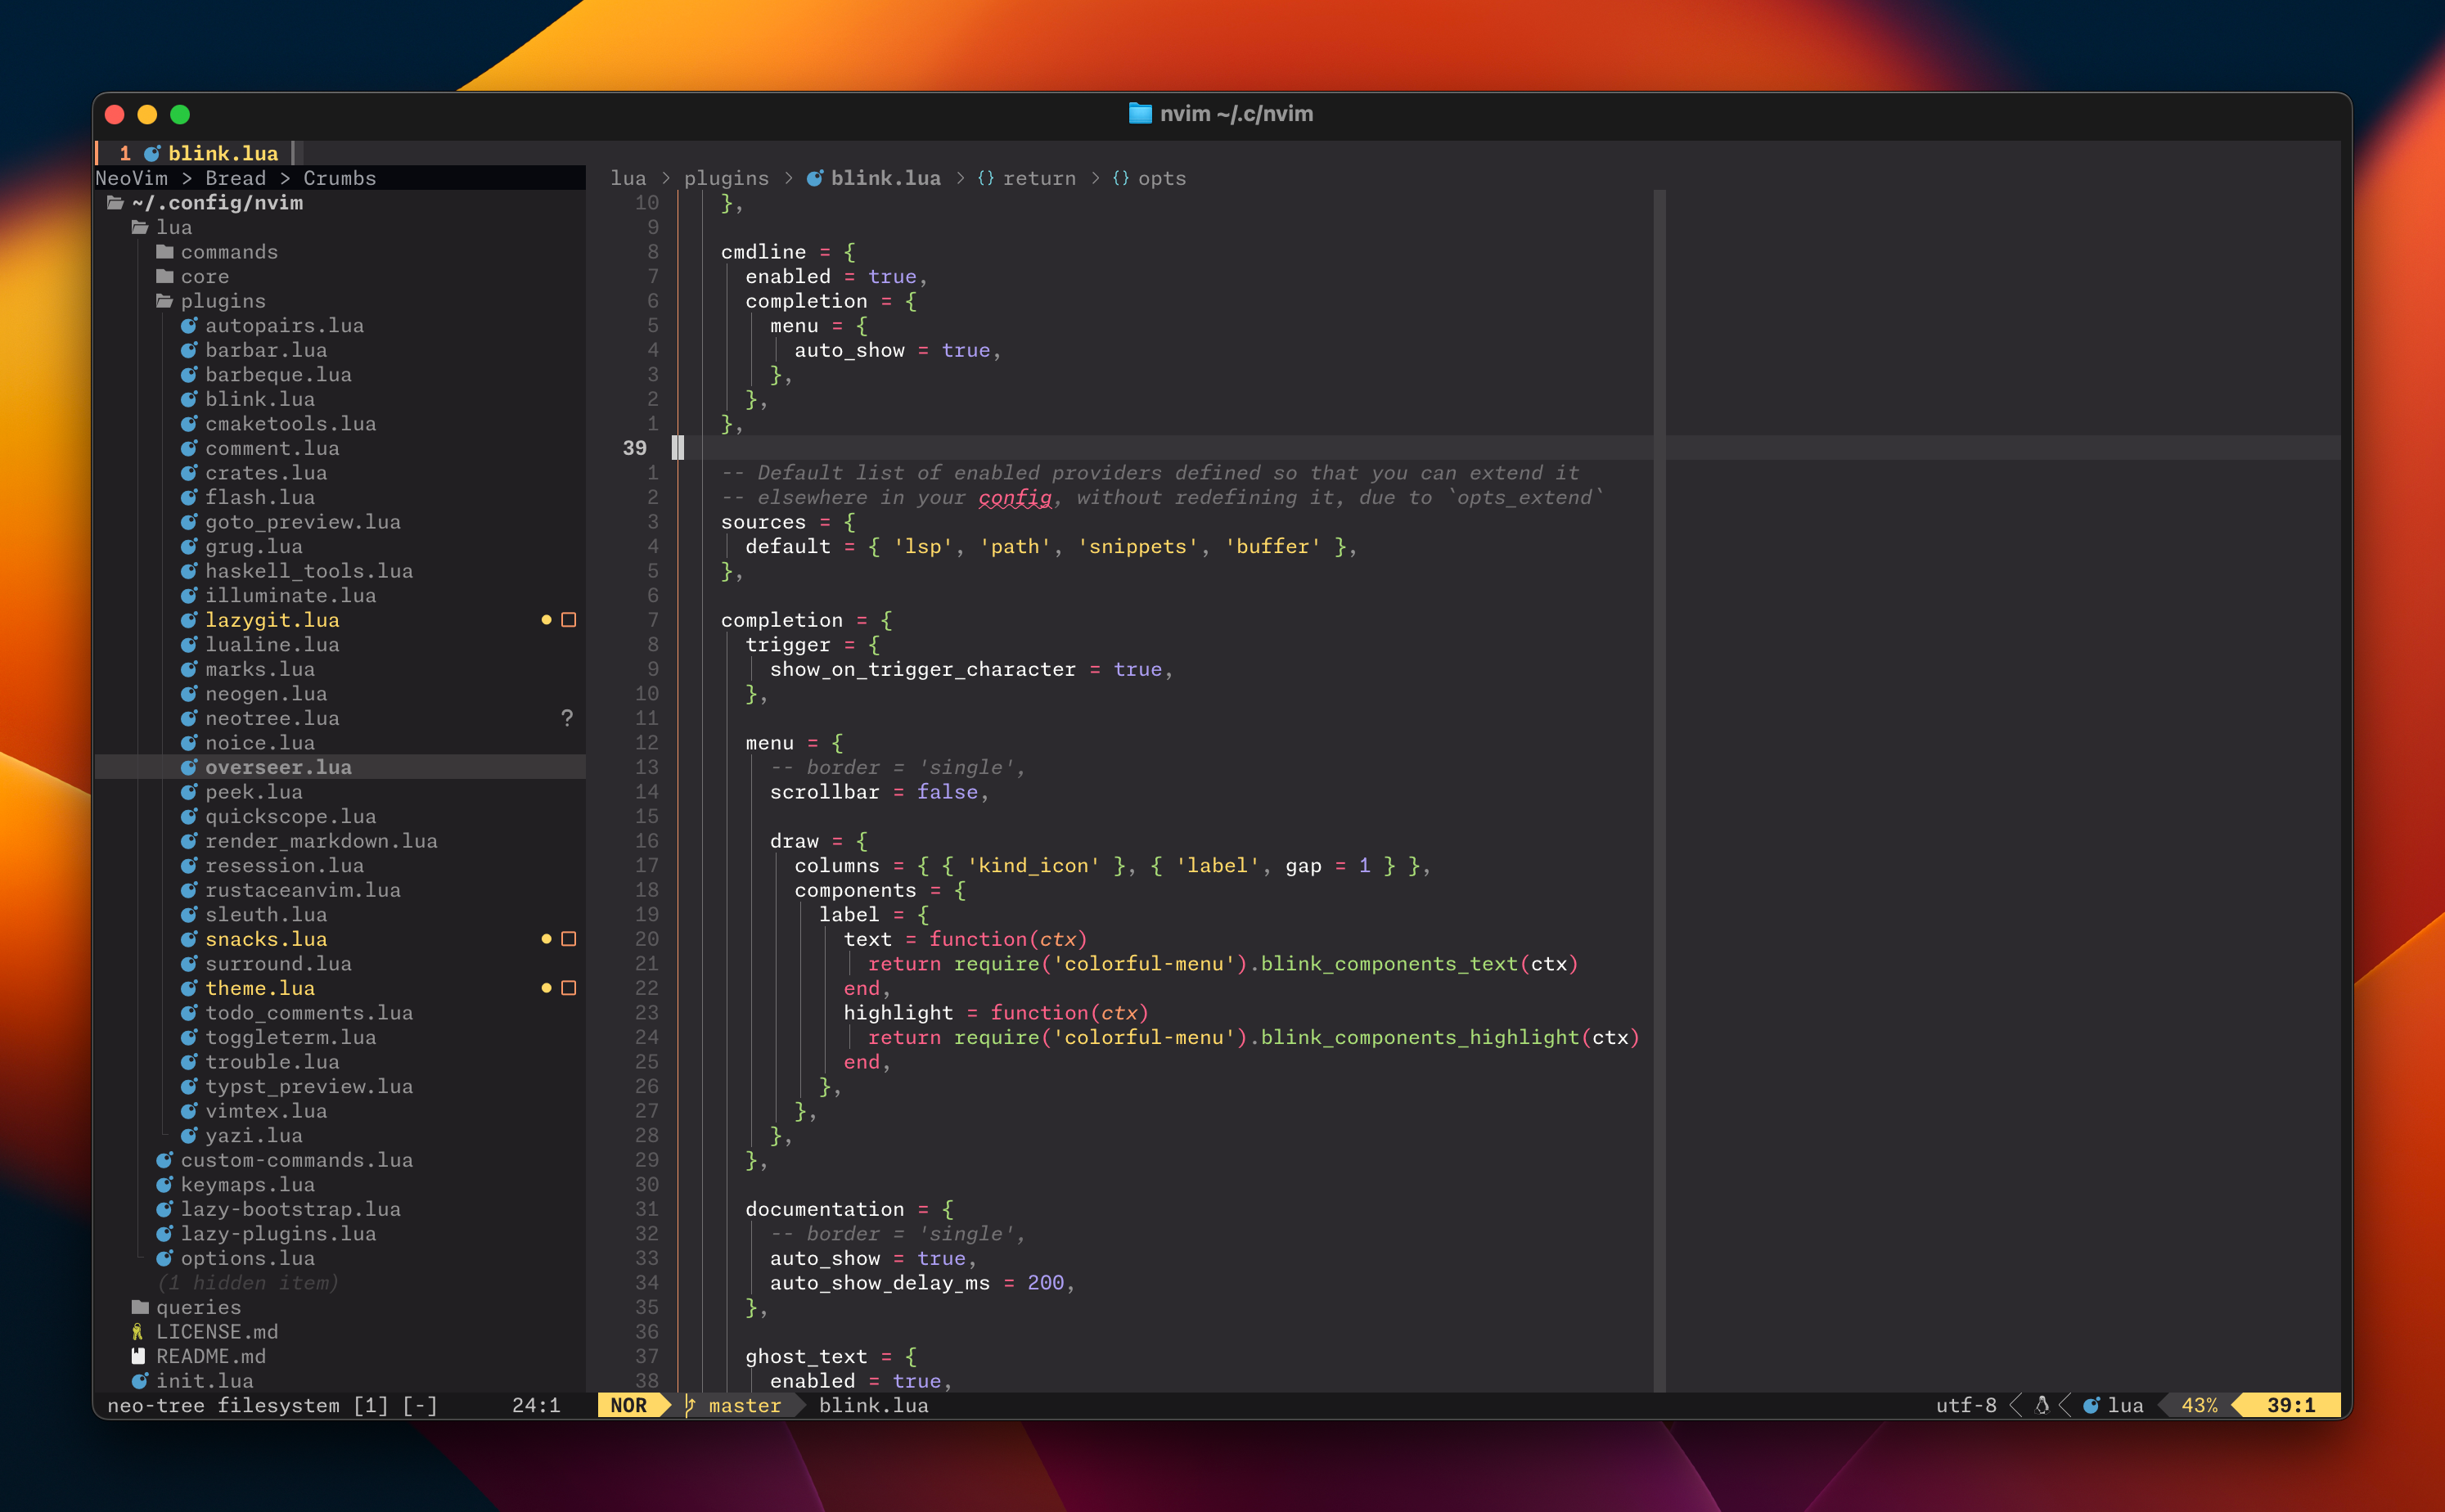 nvim ~/.c/nvim
1 blink.lua
NeoVim > Bread > Crumbs
~/.config/nvim
lua
commands
core
plugins
autopairs.lua
barbar.lua
barbeque.lua
blink.lua
cmaketools.lua
comment.lua
crates.lua
flash.lua
goto_preview.lua
grug.lua
haskell_tools.lua
illuminate.lua
lazygit.lua
lualine.lua
marks.lua
neogen.lua
neotree.lua ?
noice.lua
overseer.lua
peek.lua
quickscope.lua
render_markdown.lua
resession.lua
rustaceanvim.lua
sleuth.lua
snacks.lua
surround.lua
theme.lua
todo_comments.lua
toggleterm.lua
trouble.lua
typst_preview.lua
vimtex.lua
yazi.lua
custom-commands.lua
keymaps.lua
lazy-bootstrap.lua
lazy-plugins.lua
options.lua
(1 hidden item)
queries
LICENSE.md
README.md
init.lua
neo-tree filesystem [1] [-] 24:1
lua > plugins > blink.lua > {} return > {} opts
10 },
9
8 cmdline = {
7 enabled = true,
6 completion = {
5 menu = {
4 auto_show = true,
3 },
2 },
1 },
39
1 -- Default list of enabled providers defined so that you can extend it
2 -- elsewhere in your config, without redefining it, due to `opts_extend`
3 sources = {
4 default = { 'lsp', 'path', 'snippets', 'buffer' },
5 },
6
7 completion = {
8 trigger = {
9 show_on_trigger_character = true,
10 },
11
12 menu = {
13 -- border = 'single',
14 scrollbar = false,
15
16 draw = {
17 columns = { { 'kind_icon' }, { 'label', gap = 1 } },
18 components = {
19 label = {
20 text = function(ctx)
21 return require('colorful-menu').blink_components_text(ctx)
22 end,
23 highlight = function(ctx)
24 return require('colorful-menu').blink_components_highlight(ctx)
25 end,
26 },
27 },
28 },
29 },
30
31 documentation = {
32 -- border = 'single',
33 auto_show = true,
34 auto_show_delay_ms = 200,
35 },
36
37 ghost_text = {
38 enabled = true,
NOR master blink.lua utf-8 lua 43% 39:1